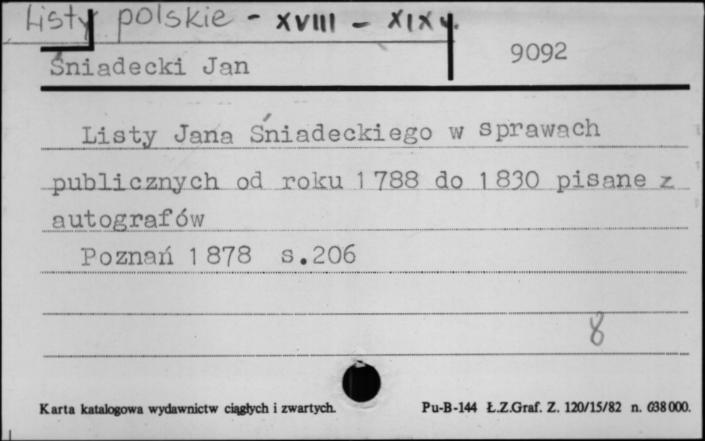 Listy polskie - XVIII - XIX w.
Śniadecki Jan
9092
Listy Jana Śniadeckiego w sprawach
publicznych od roku 1788 do 1830 pisane z
autografów
Poznań 1878 s.206
8
Karta katalogowa wydawnictw ciągłych i zwartych.
Pu-B-144 Ł.Z.Graf. Z. 120/15/82 n. 638000.